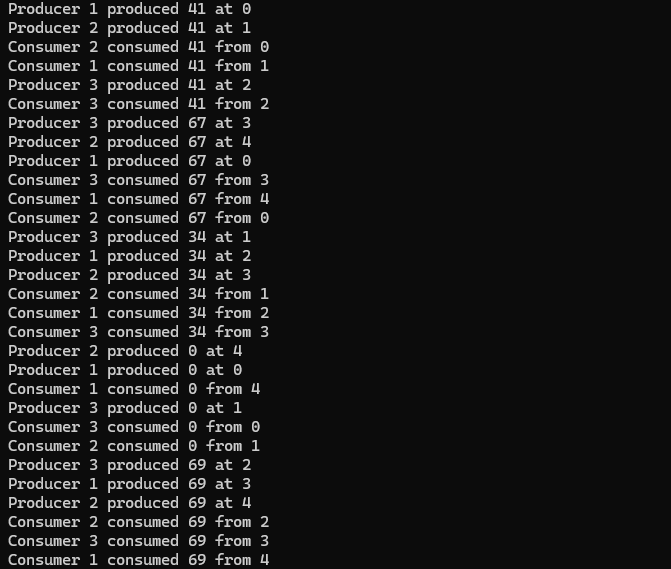 Producer 1 produced 41 at 0
Producer 2 produced 41 at 1
Consumer 2 consumed 41 from 0
Consumer 1 consumed 41 from 1
Producer 3 produced 41 at 2
Consumer 3 consumed 41 from 2
Producer 3 produced 67 at 3
Producer 2 produced 67 at 4
Producer 1 produced 67 at 0
Consumer 3 consumed 67 from 3
Consumer 1 consumed 67 from 4
Consumer 2 consumed 67 from 0
Producer 3 produced 34 at 1
Producer 1 produced 34 at 2
Producer 2 produced 34 at 3
Consumer 2 consumed 34 from 1
Consumer 1 consumed 34 from 2
Consumer 3 consumed 34 from 3
Producer 2 produced 0 at 4
Producer 1 produced 0 at 0
Consumer 1 consumed 0 from 4
Producer 3 produced 0 at 1
Consumer 3 consumed 0 from 0
Consumer 2 consumed 0 from 1
Producer 3 produced 69 at 2
Producer 1 produced 69 at 3
Producer 2 produced 69 at 4
Consumer 2 consumed 69 from 2
Consumer 3 consumed 69 from 3
Consumer 1 consumed 69 from 4